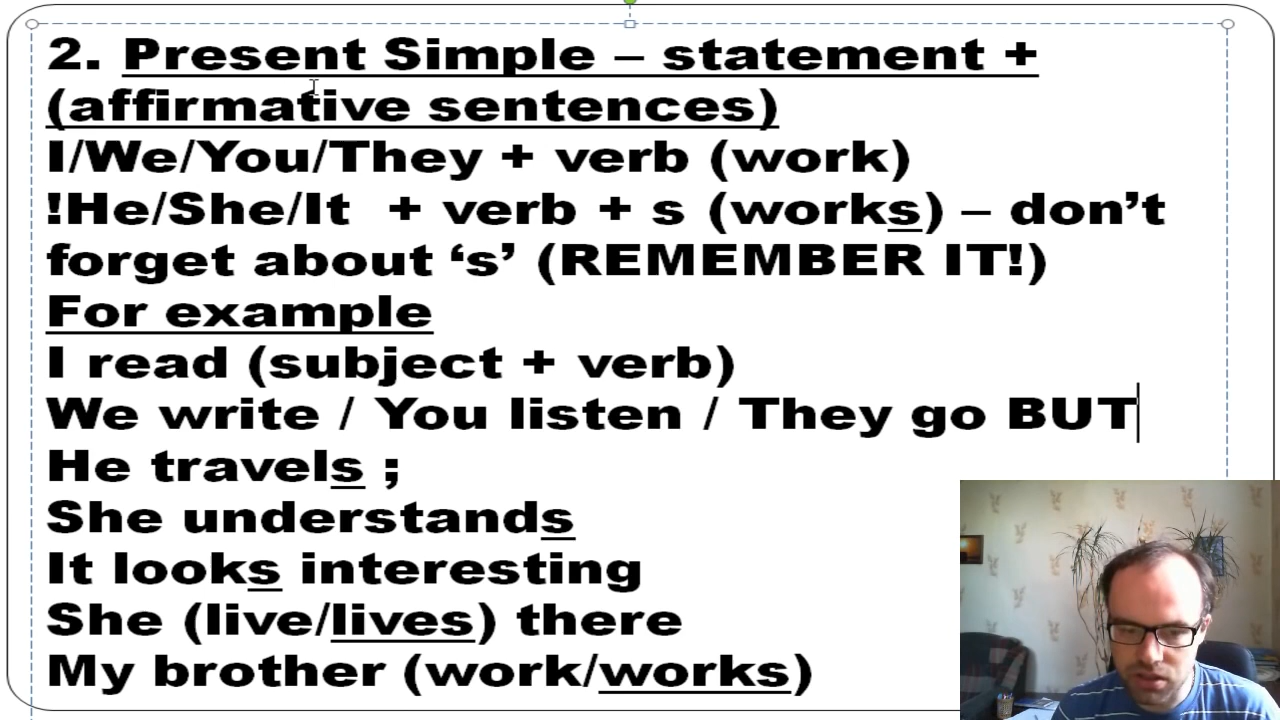 2. Present Simple – statement +
(affirmative sentences)
I/We/You/They + verb (work)
!He/She/It  + verb + s (works) – don’t
forget about ‘s’ (REMEMBER IT!)
For example
I read (subject + verb)
We write / You listen / They go BUT
He travels ;
She understands
It looks interesting
She (live/lives) there
My brother (work/works)